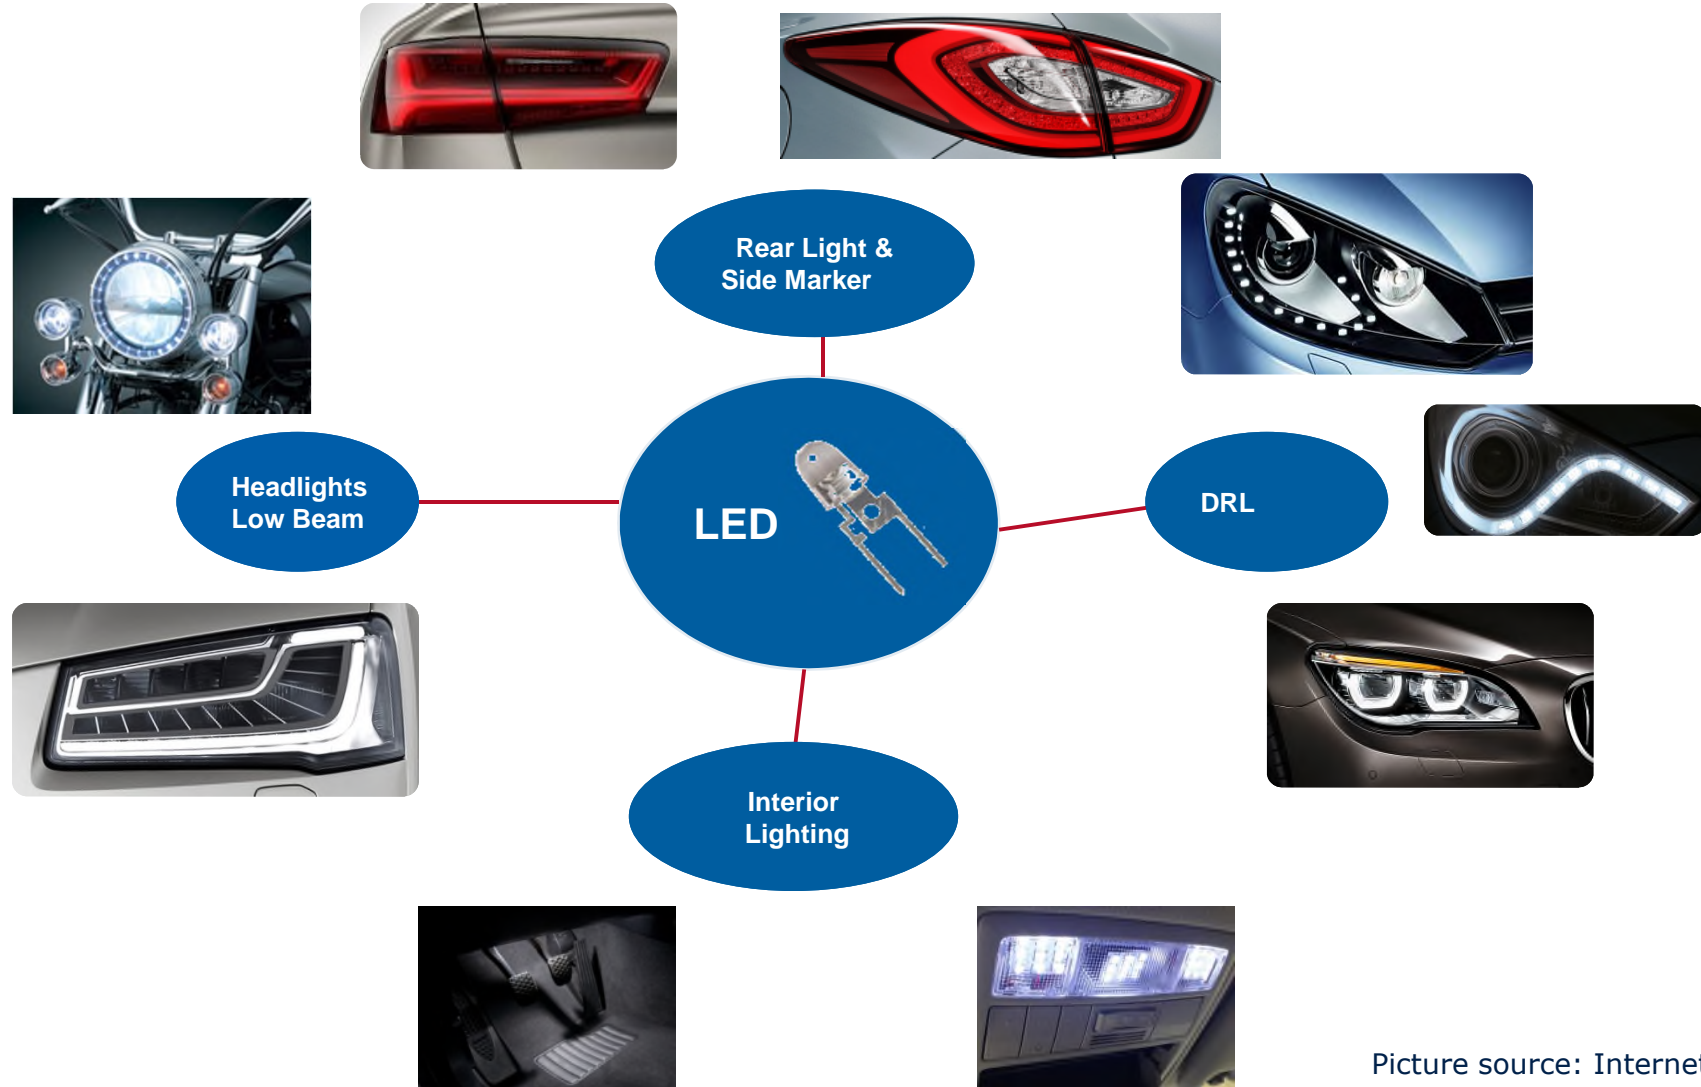 Rear Light &
Side Marker
Headlights
Low Beam
LED
DRL
Interior
Lighting
Picture source: Internet